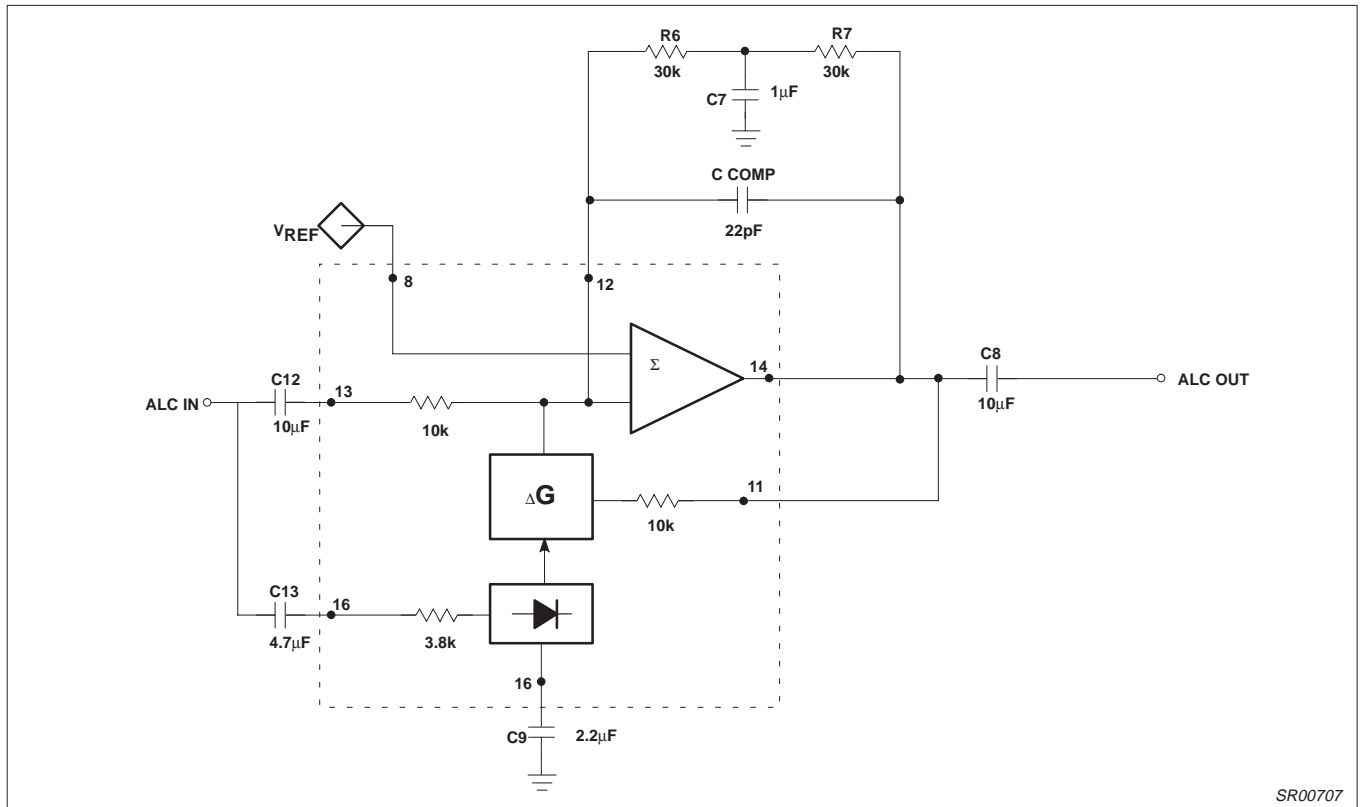 R6
R7
30k
30k
C7
1μF
C COMP
22pF
VREF
8
12
Σ
14
C8
10μF
ALC OUT
ALC IN
C12
10μF
13
10k
ΔG
10k
11
C13
4.7μF
16
3.8k
16
C9
2.2μF
SR00707